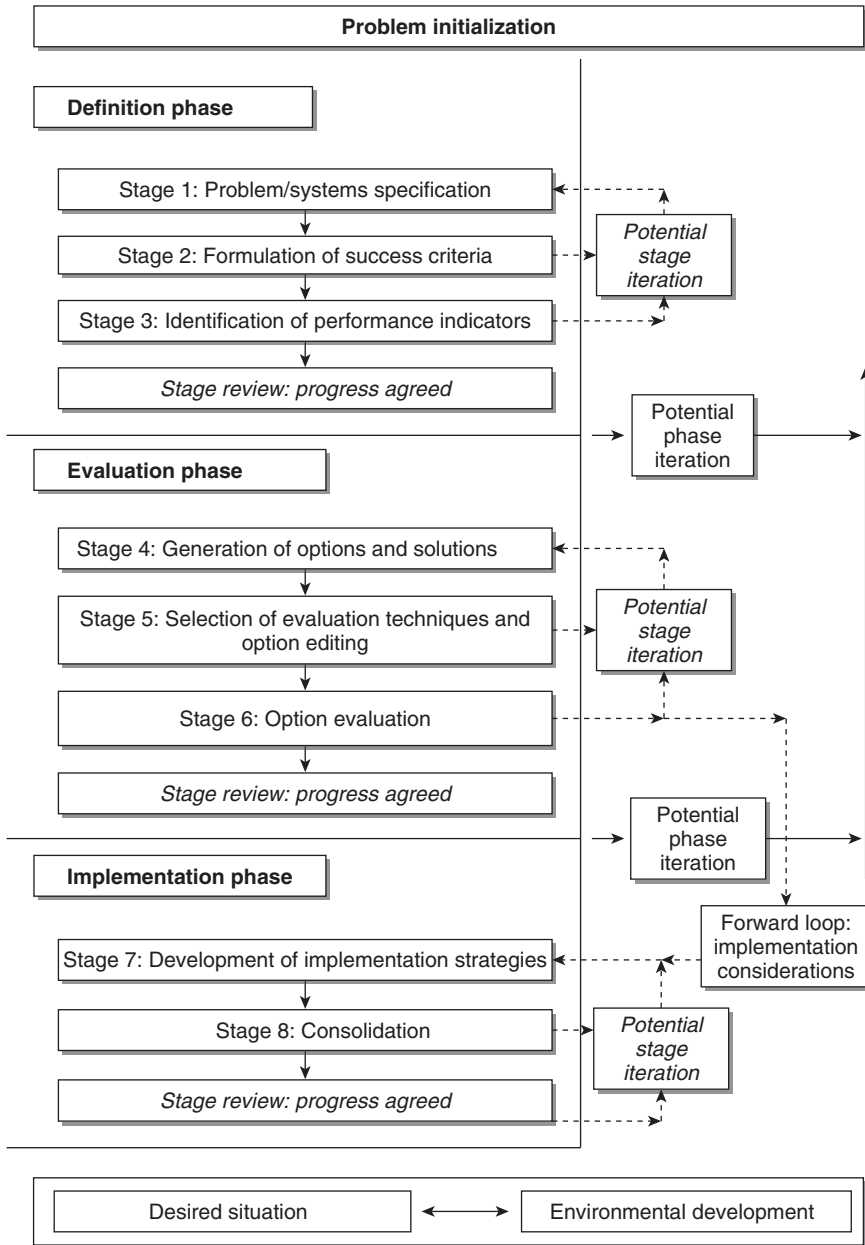 Problem initialization
Definition phase
Stage 1: Problem/systems specification
Stage 2: Formulation of success criteria
Stage 3: Identification of performance indicators
Stage review: progress agreed
Potential
stage
iteration
Potential
phase
iteration
Evaluation phase
Stage 4: Generation of options and solutions
Stage 5: Selection of evaluation techniques and
option editing
Stage 6: Option evaluation
Stage review: progress agreed
Potential
stage
iteration
Potential
phase
iteration
Implementation phase
Forward loop:
implementation
considerations
Stage 7: Development of implementation strategies
Stage 8: Consolidation
Stage review: progress agreed
Potential
stage
iteration
Desired situation
Environmental development